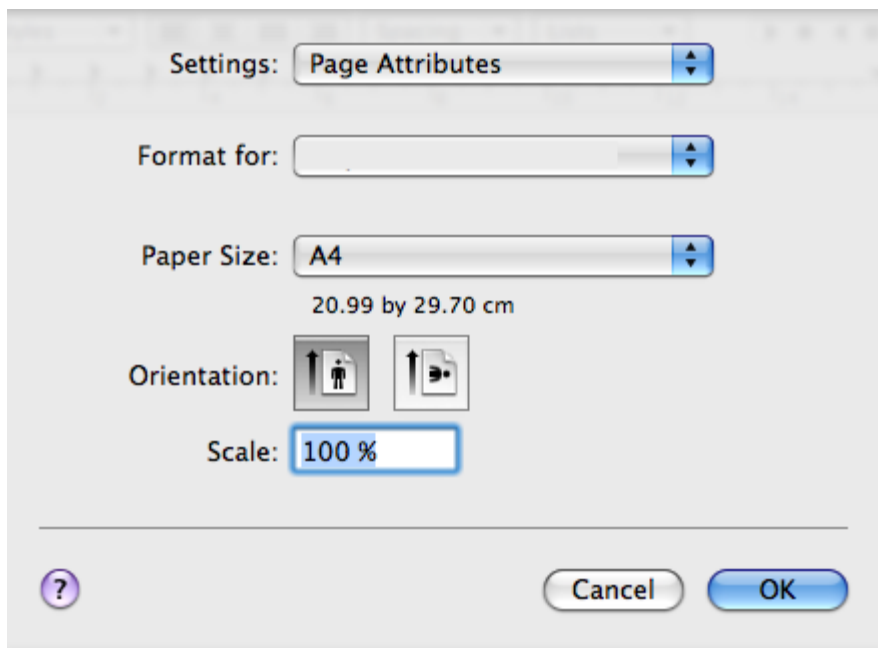 Settings: Page Attributes
Format for:
Paper Size: A4
20.99 by 29.70 cm
Orientation:
Scale: 100 %
? Cancel OK